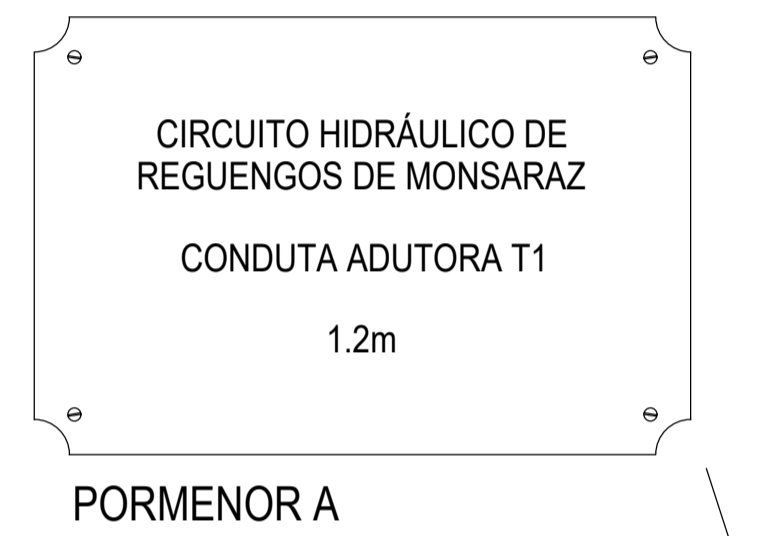 CIRCUITO HIDRÁULICO DE
REGUENGOS DE MONSARAZ
CONDUTA ADUTORA T1
1.2m
PORMENOR A